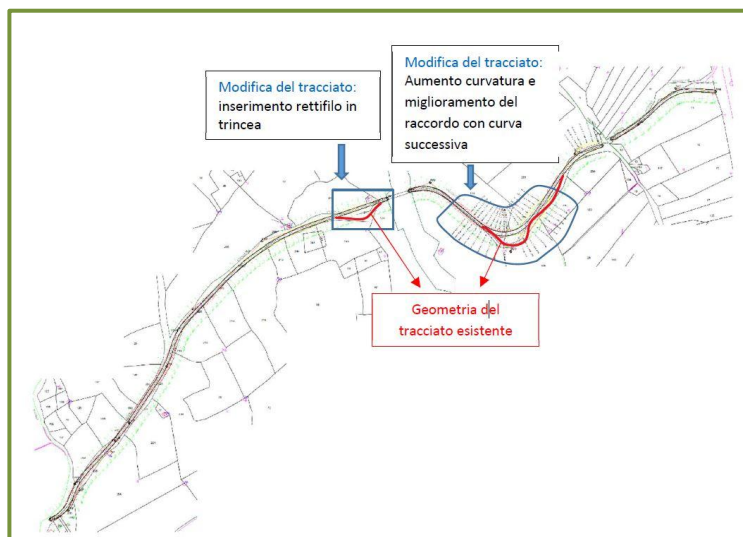 Modifica del tracciato:
inserimento rettifilo in
trincea
Modifica del tracciato:
Aumento curvatura e
miglioramento del
raccordo con curva
successiva
Geometria del
tracciato esistente